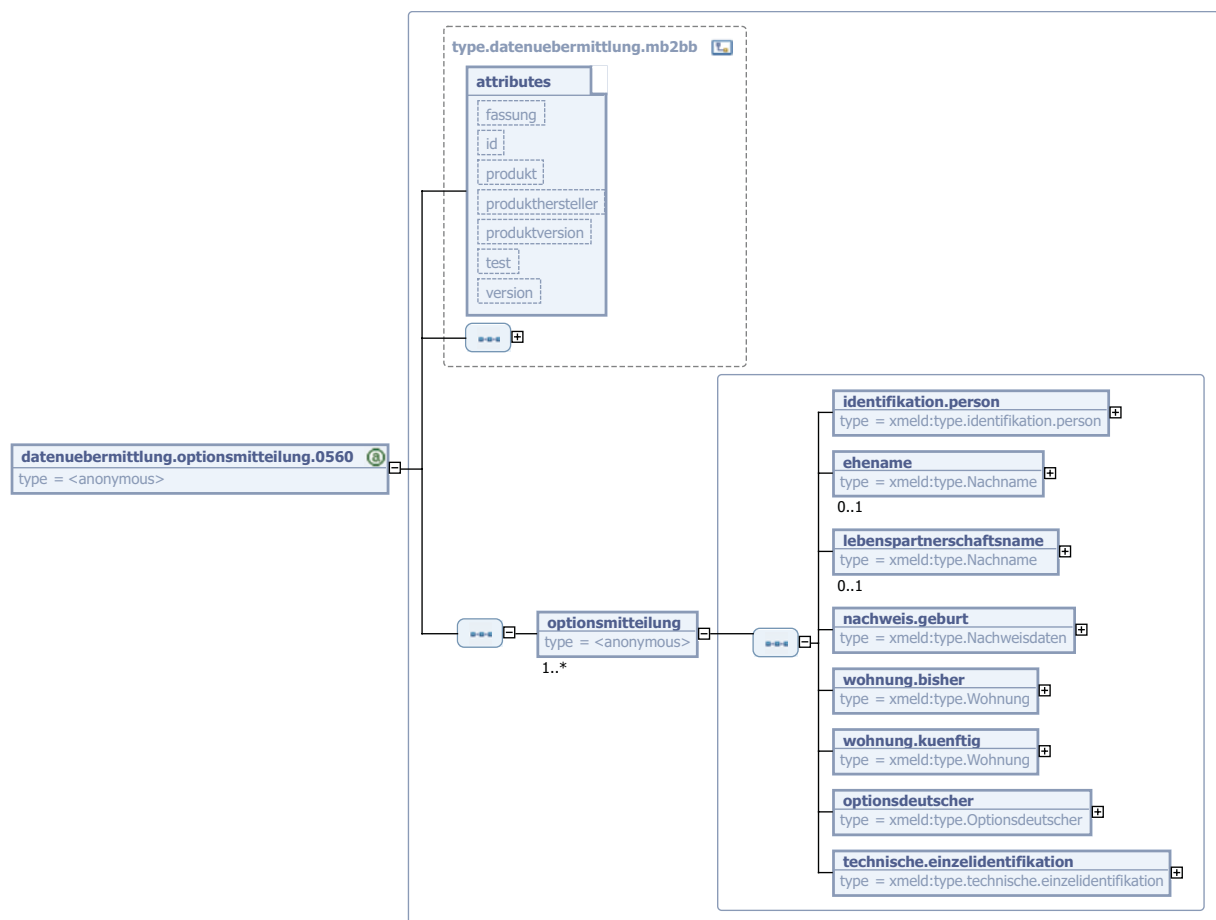 type.datenuebermittlung.mb2bb
attributes
fassung
id
produkt
produkthersteller
produktversion
test
version
datenuebermittlung.optionsmitteilung.0560
type = <anonymous>
optionsmitteilung
type = <anonymous>
1..*
identifikation.person
type = xmeld:type.identifikation.person
ehename
type = xmeld:type.Nachname
0..1
lebenspartnerschaftsname
type = xmeld:type.Nachname
0..1
nachweis.geburt
type = xmeld:type.Nachweisdaten
wohnung.bisher
type = xmeld:type.Wohnung
wohnung.kuenftig
type = xmeld:type.Wohnung
optionsdeutscher
type = xmeld:type.Optionsdeutscher
technische.einzelidentifikation
type = xmeld:type.technische.einzelidentifikation